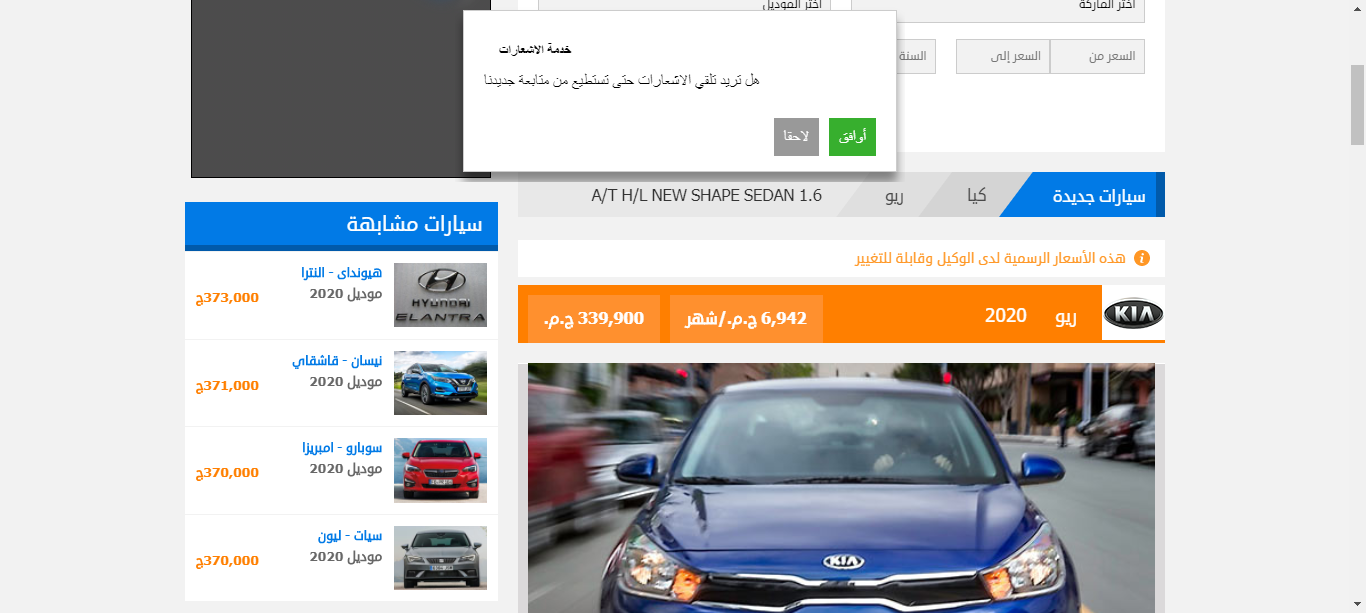 اختر الماركة
اختر الموديل
السعر من
السعر إلى
السنة
خدمة الاشعارات
هل تريد تلقي الاشعارات حتى تستطيع من متابعة جديدنا
أوافق
لاحقا
سيارات جديدة
كيا
ريو
A/T H/L NEW SHAPE SEDAN 1.6
هذه الأسعار الرسمية لدى الوكيل وقابلة للتغيير
KIA
ريو 2020
6,942 ج.م./شهر
339,900 ج.م.
KIA
سيارات مشابهة
HYUNDAI
ELANTRA
هيونداى - النترا
موديل 2020
373,000ج
نيسان - قاشقاي
موديل 2020
371,000ج
سوبارو - امبريزا
موديل 2020
370,000ج
سيات - ليون
موديل 2020
370,000ج